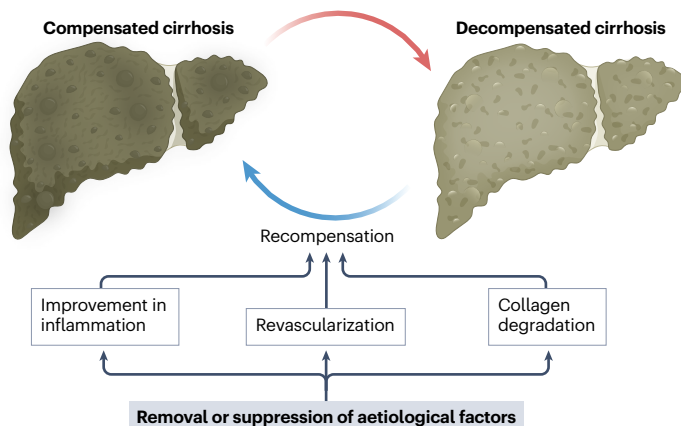 Compensated cirrhosis
Decompensated cirrhosis
Recompensation
Improvement in
inflammation
Revascularization
Collagen
degradation
Removal or suppression of aetiological factors